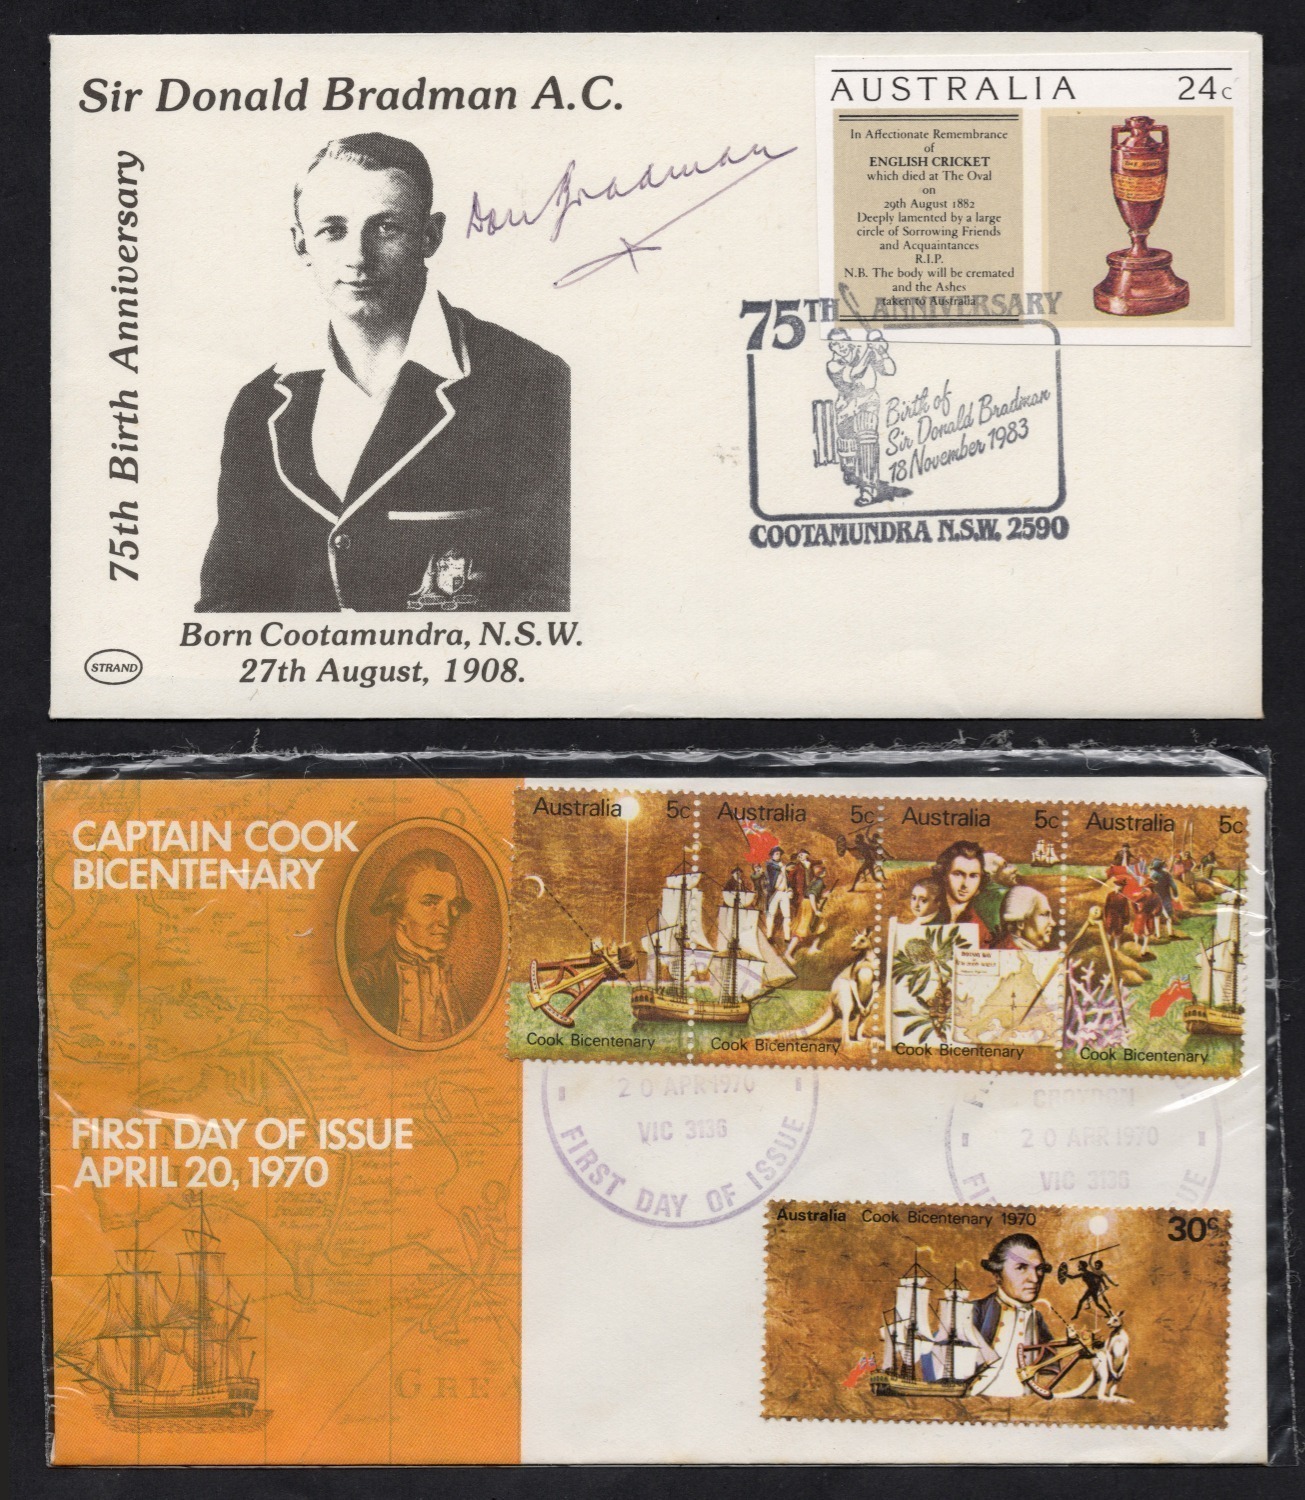 Sir Donald Bradman A.C.
75th Birth Anniversary
Don Bradman
Born Cootamundra, N.S.W.
27th August, 1908.
STRAND
AUSTRALIA 24c
In Affectionate Remembrance
of
ENGLISH CRICKET
which died at The Oval
on
29th August 1882
Deeply lamented by a large
circle of Sorrowing Friends
and Acquaintances
R.I.P.
N.B. The body will be cremated
and the Ashes
taken to Australia
75TH ANNIVERSARY
Birth of
Sir Donald Bradman
18 November 1983
COOTAMUNDRA N.S.W. 2590
CAPTAIN COOK
BICENTENARY
FIRST DAY OF ISSUE
APRIL 20, 1970
Australia 5c
Cook Bicentenary
Australia 5c
Cook Bicentenary
Australia 5c
Cook Bicentenary
Australia 5c
Cook Bicentenary
20 APR 1970
VIC 3136
FIRST DAY OF ISSUE
CROYDON
20 APR 1970
VIC 3136
Australia Cook Bicentenary 1970 30c